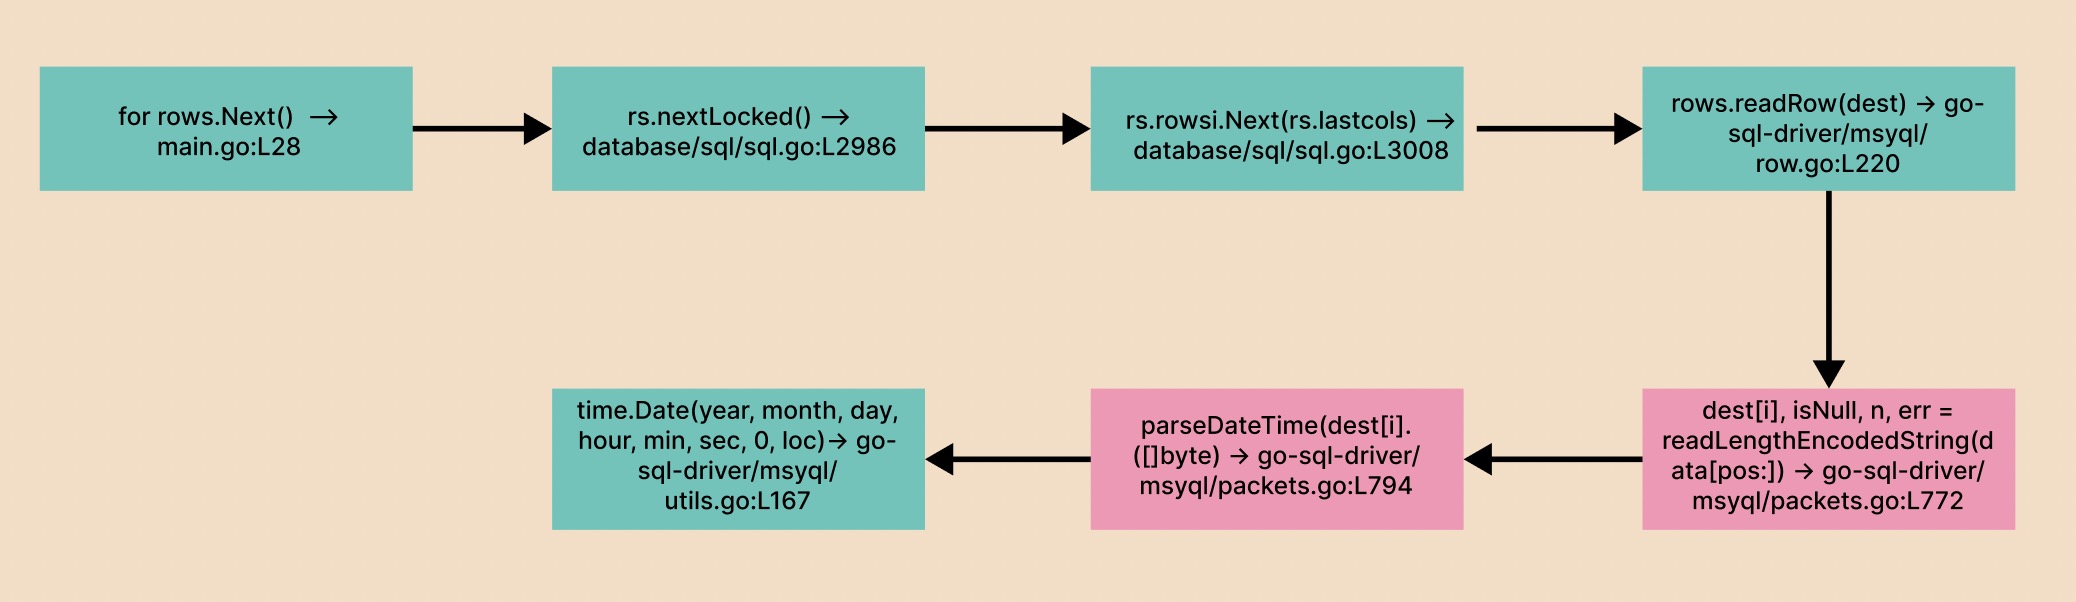 for rows.Next() →
main.go:L28
rs.nextLocked() →
database/sql/sql.go:L2986
rs.rowsi.Next(rs.lastcols) →
database/sql/sql.go:L3008
rows.readRow(dest) → go-
sql-driver/msyql/
row.go:L220
dest[i], isNull, n, err =
readLengthEncodedString(d
ata[pos:]) → go-sql-driver/
msyql/packets.go:L772
parseDateTime(dest[i].
([]byte) → go-sql-driver/
msyql/packets.go:L794
time.Date(year, month, day,
hour, min, sec, 0, loc)→ go-
sql-driver/msyql/
utils.go:L167